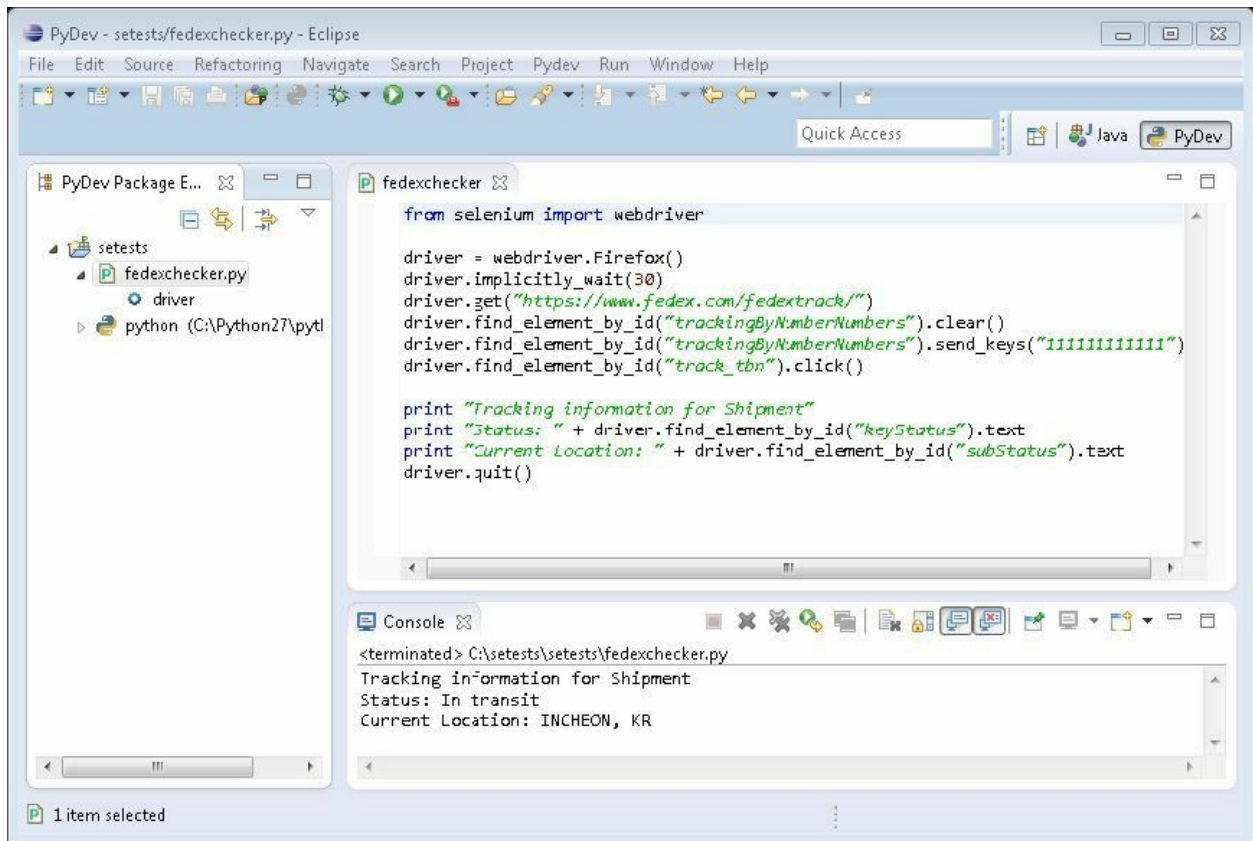 PyDev - setests/fedexchecker.py - Eclipse
File Edit Source Refactoring Navigate Search Project Pydev Run Window Help
Quick Access
Java
PyDev
PyDev Package E...
setests
fedexchecker.py
driver
python (C:\Python27\pytl
fedexchecker
from selenium import webdriver
driver = webdriver.Firefox()
driver.implicitly_wait(30)
driver.get("https://www.fedex.com/fedextrack/")
driver.find_element_by_id("trackingByNumberNumbers").clear()
driver.find_element_by_id("trackingByNumberNumbers").send_keys("111111111111")
driver.find_element_by_id("track_tbn").click()
print "Tracking information for Shipment"
print "Status: " + driver.find_element_by_id("keyStatus").text
print "Current Location: " + driver.find_element_by_id("subStatus").text
driver.quit()
Console
<terminated> C:\setests\setests\fedexchecker.py
Tracking information for Shipment
Status: In transit
Current Location: INCHEON, KR
1 item selected